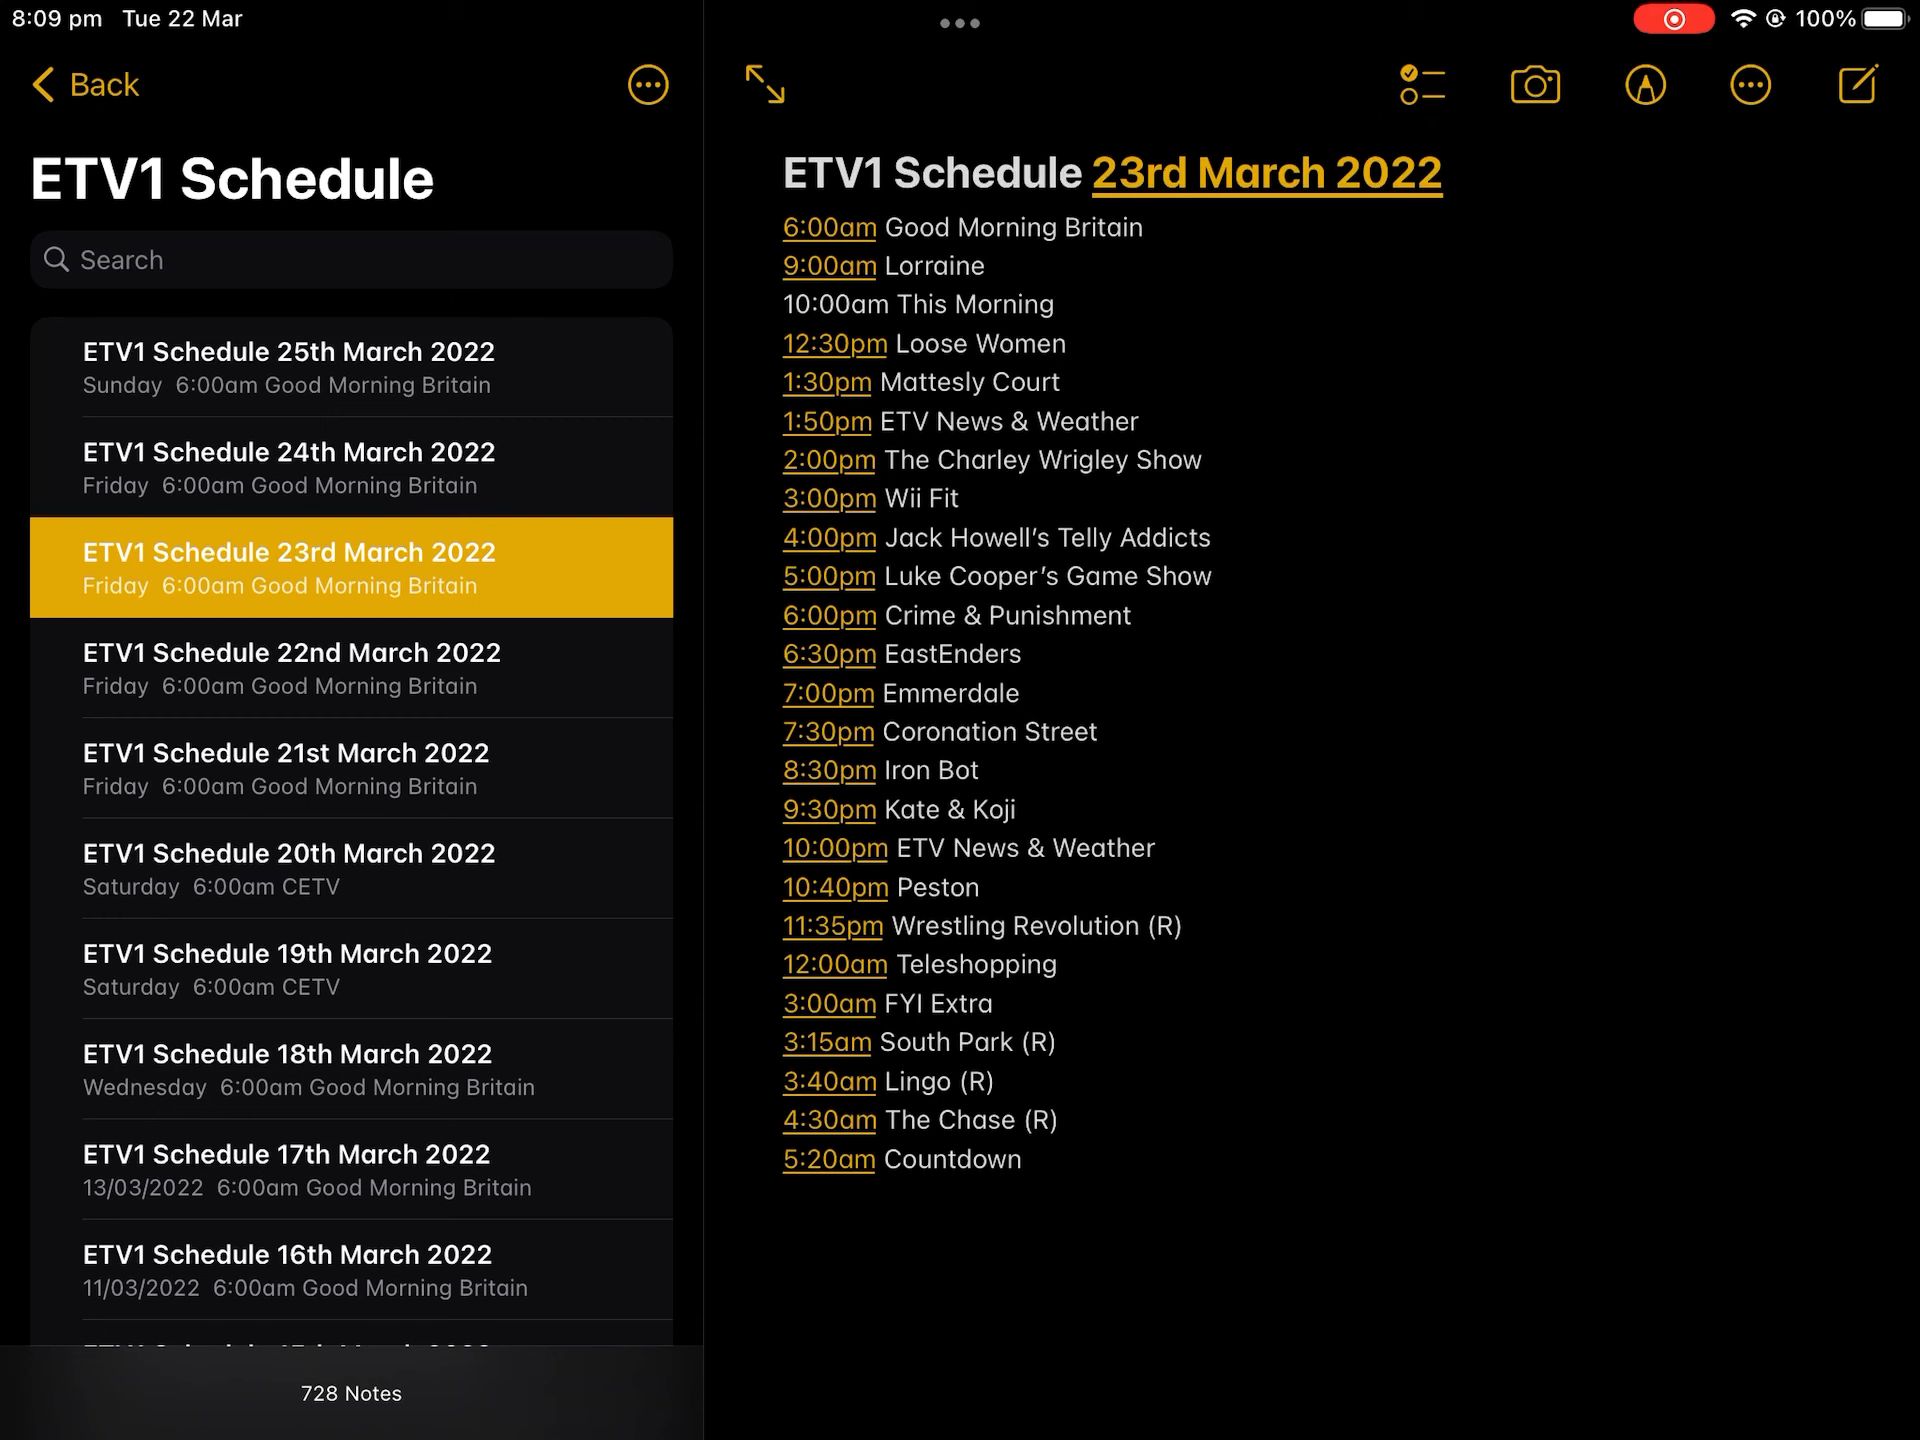 8:09 pm Tue 22 Mar
100%
Back
ETV1 Schedule
Search
ETV1 Schedule 25th March 2022
Sunday 6:00am Good Morning Britain
ETV1 Schedule 24th March 2022
Friday 6:00am Good Morning Britain
ETV1 Schedule 23rd March 2022
Friday 6:00am Good Morning Britain
ETV1 Schedule 22nd March 2022
Friday 6:00am Good Morning Britain
ETV1 Schedule 21st March 2022
Friday 6:00am Good Morning Britain
ETV1 Schedule 20th March 2022
Saturday 6:00am CETV
ETV1 Schedule 19th March 2022
Saturday 6:00am CETV
ETV1 Schedule 18th March 2022
Wednesday 6:00am Good Morning Britain
ETV1 Schedule 17th March 2022
13/03/2022 6:00am Good Morning Britain
ETV1 Schedule 16th March 2022
11/03/2022 6:00am Good Morning Britain
728 Notes
ETV1 Schedule 23rd March 2022
6:00am Good Morning Britain
9:00am Lorraine
10:00am This Morning
12:30pm Loose Women
1:30pm Mattesly Court
1:50pm ETV News & Weather
2:00pm The Charley Wrigley Show
3:00pm Wii Fit
4:00pm Jack Howell’s Telly Addicts
5:00pm Luke Cooper’s Game Show
6:00pm Crime & Punishment
6:30pm EastEnders
7:00pm Emmerdale
7:30pm Coronation Street
8:30pm Iron Bot
9:30pm Kate & Koji
10:00pm ETV News & Weather
10:40pm Peston
11:35pm Wrestling Revolution (R)
12:00am Teleshopping
3:00am FYI Extra
3:15am South Park (R)
3:40am Lingo (R)
4:30am The Chase (R)
5:20am Countdown